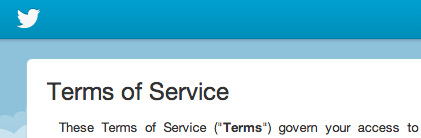 Terms of Service
These Terms of Service ("Terms") govern your access to